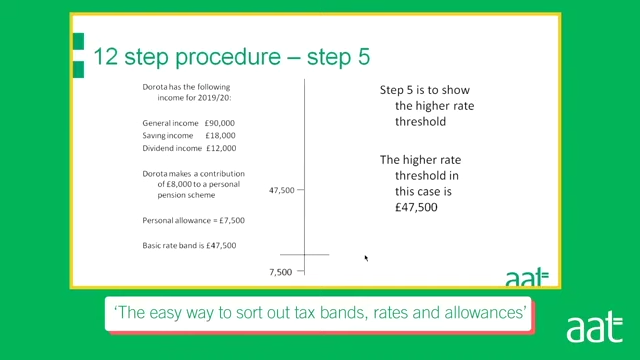 12 step procedure – step 5
Dorota has the following
income for 2019/20:
General income £90,000
Saving income £18,000
Dividend income £12,000
Dorota makes a contribution
of £8,000 to a personal
pension scheme
Personal allowance = £7,500
Basic rate band is £47,500
47,500
7,500
Step 5 is to show
the higher rate
threshold
The higher rate
threshold in
this case is
£47,500
aat
'The easy way to sort out tax bands, rates and allowances'
aat